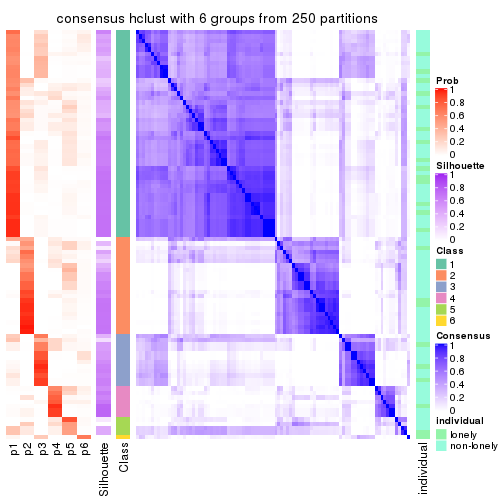 consensus hclust with 6 groups from 250 partitions
Prob
1
0.8
0.6
0.4
0.2
0
Silhouette
1
0.8
0.6
0.4
0.2
0
Class
1
2
3
4
5
6
Consensus
1
0.8
0.6
0.4
0.2
0
individual
lonely
non-lonely
p1
p2
p3
p4
p5
p6
Silhouette
Class
individual